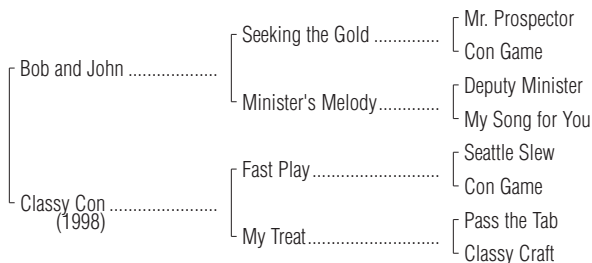 Mr. Prospector
Seeking the Gold ..............
Con Game
Bob and John ...................
Deputy Minister
Minister's Melody.............
My Song for You
Seattle Slew
Fast Play ...........................
Con Game
Classy Con .......................
(1998)
Pass the Tab
My Treat............................
Classy Craft